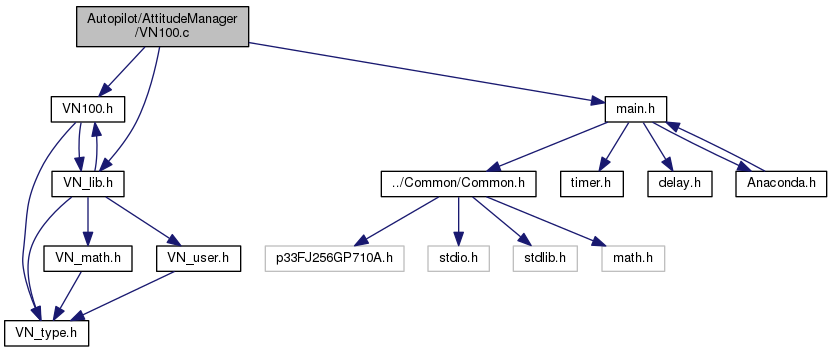 Autopilot/AttitudeManager
/VN100.c
VN100.h
main.h
VN_lib.h
../Common/Common.h
timer.h
delay.h
Anaconda.h
VN_math.h
VN_user.h
p33FJ256GP710A.h
stdio.h
stdlib.h
math.h
VN_type.h